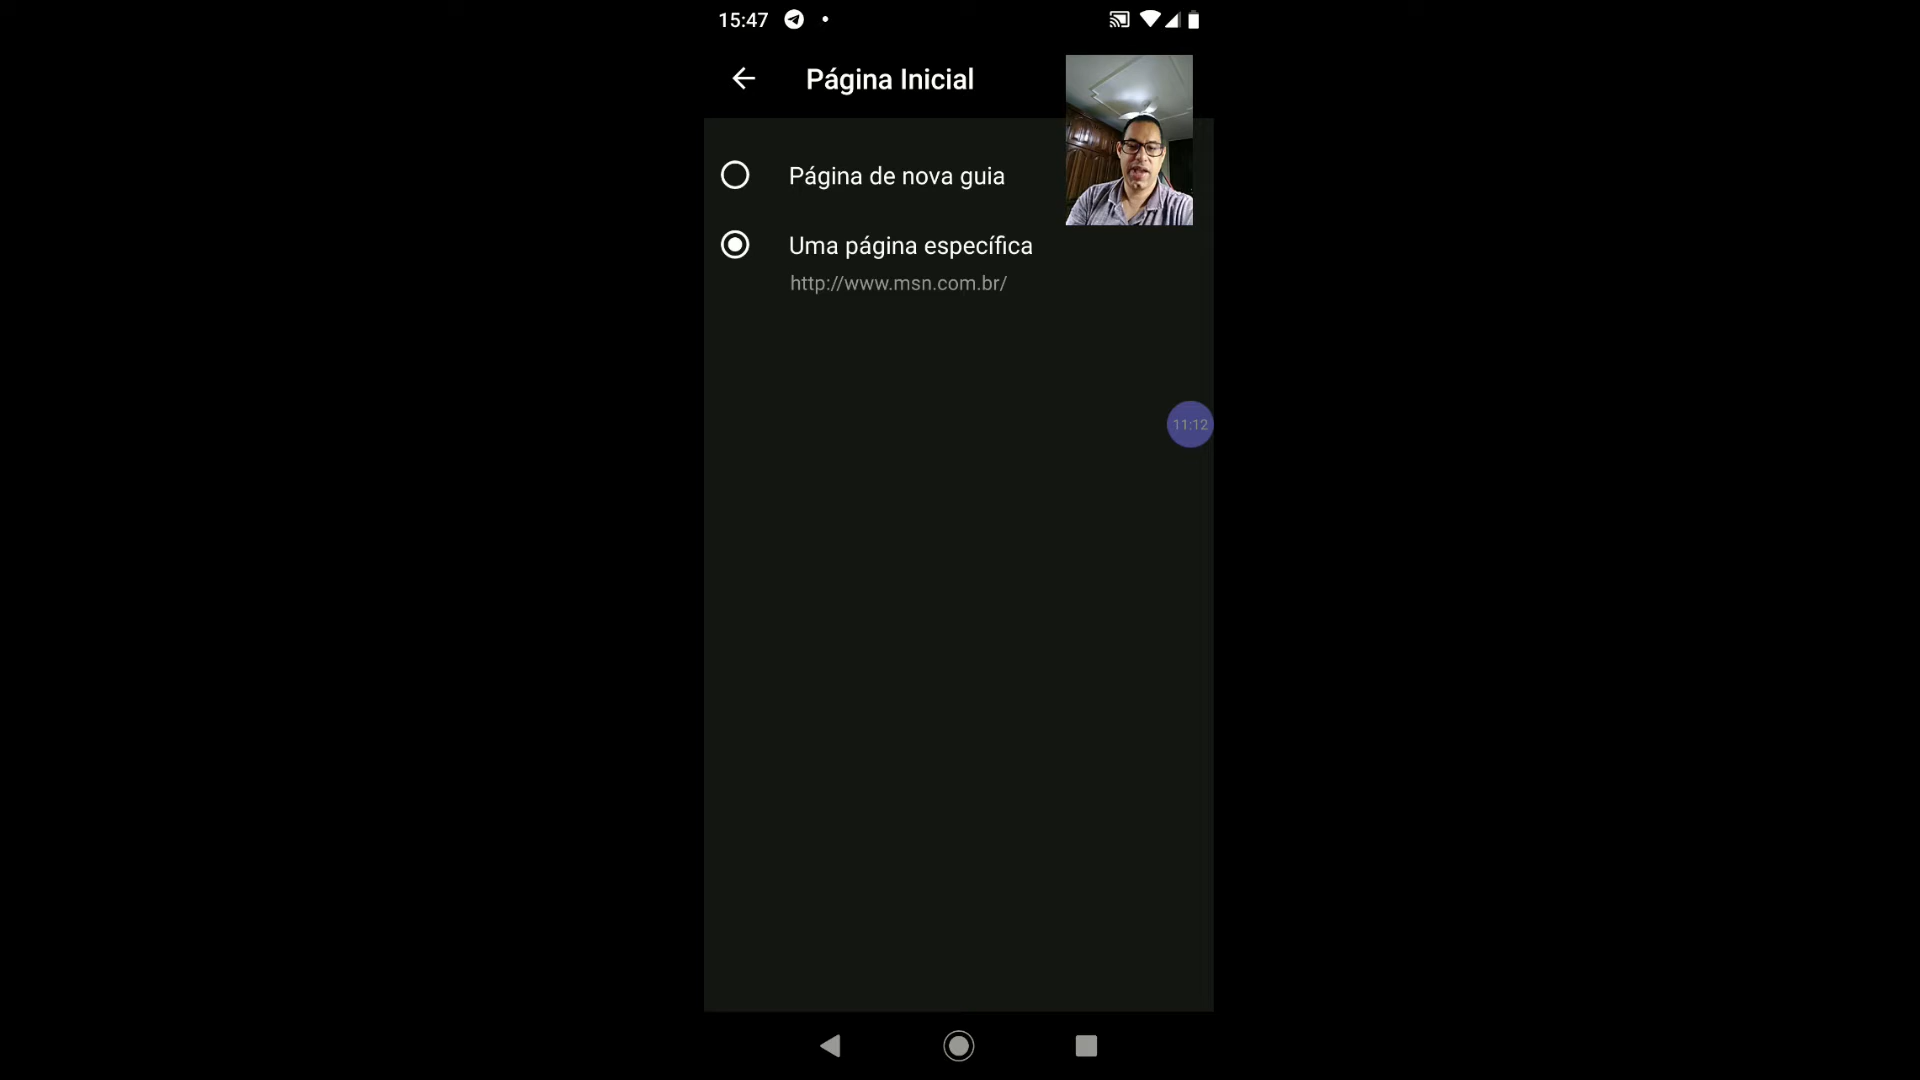 15:47
Página Inicial
Página de nova guia
Uma página específica
http://www.msn.com.br/
11:12